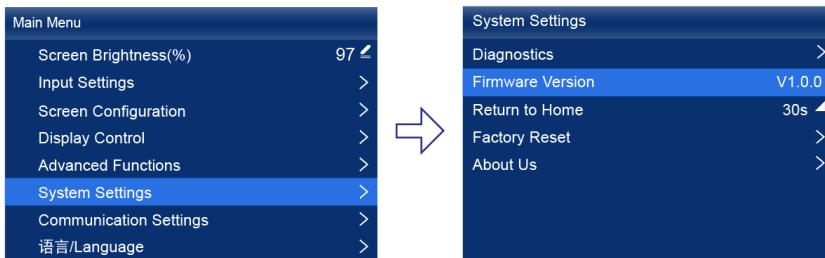 Main Menu
Screen Brightness(%) 97
Input Settings
Screen Configuration
Display Control
Advanced Functions
System Settings
Communication Settings
语言/Language
System Settings
Diagnostics
Firmware Version V1.0.0
Return to Home 30s
Factory Reset
About Us